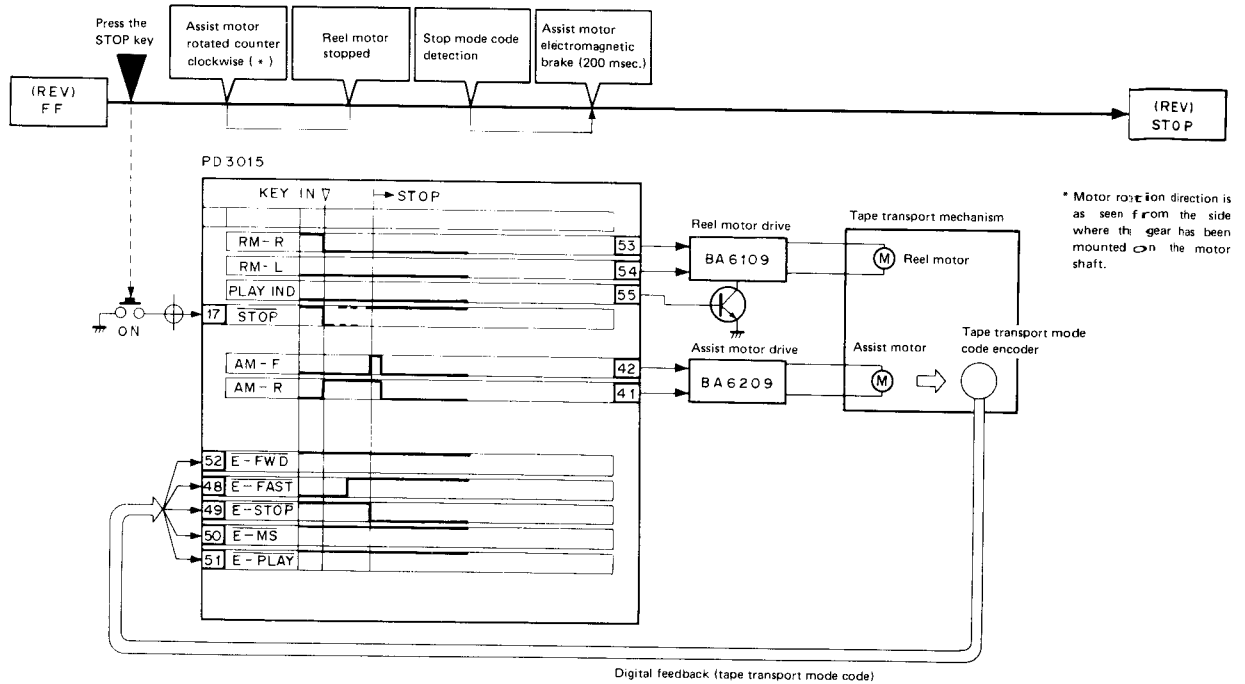 Press the
STOP key
Assist motor
rotated counter
clockwise ( * )
Reel motor
stopped
Stop mode code
detection
Assist motor
electromagnetic
brake (200 msec.)
(REV)
FF
(REV)
STOP
PD3015
KEY IN ▽
STOP
RM-R
53
RM-L
54
PLAY IND
55
17
STOP
ON
AM-F
42
AM-R
41
52 E-FWD
48 E-FAST
49 E-STOP
50 E-MS
51 E-PLAY
Reel motor drive
BA6109
Assist motor drive
BA6209
Tape transport mechanism
M
Reel motor
Assist motor
M
Tape transport mode
code encoder
* Motor rotation direction is
as seen from the side
where the gear has been
mounted on the motor
shaft.
Digital feedback (tape transport mode code)